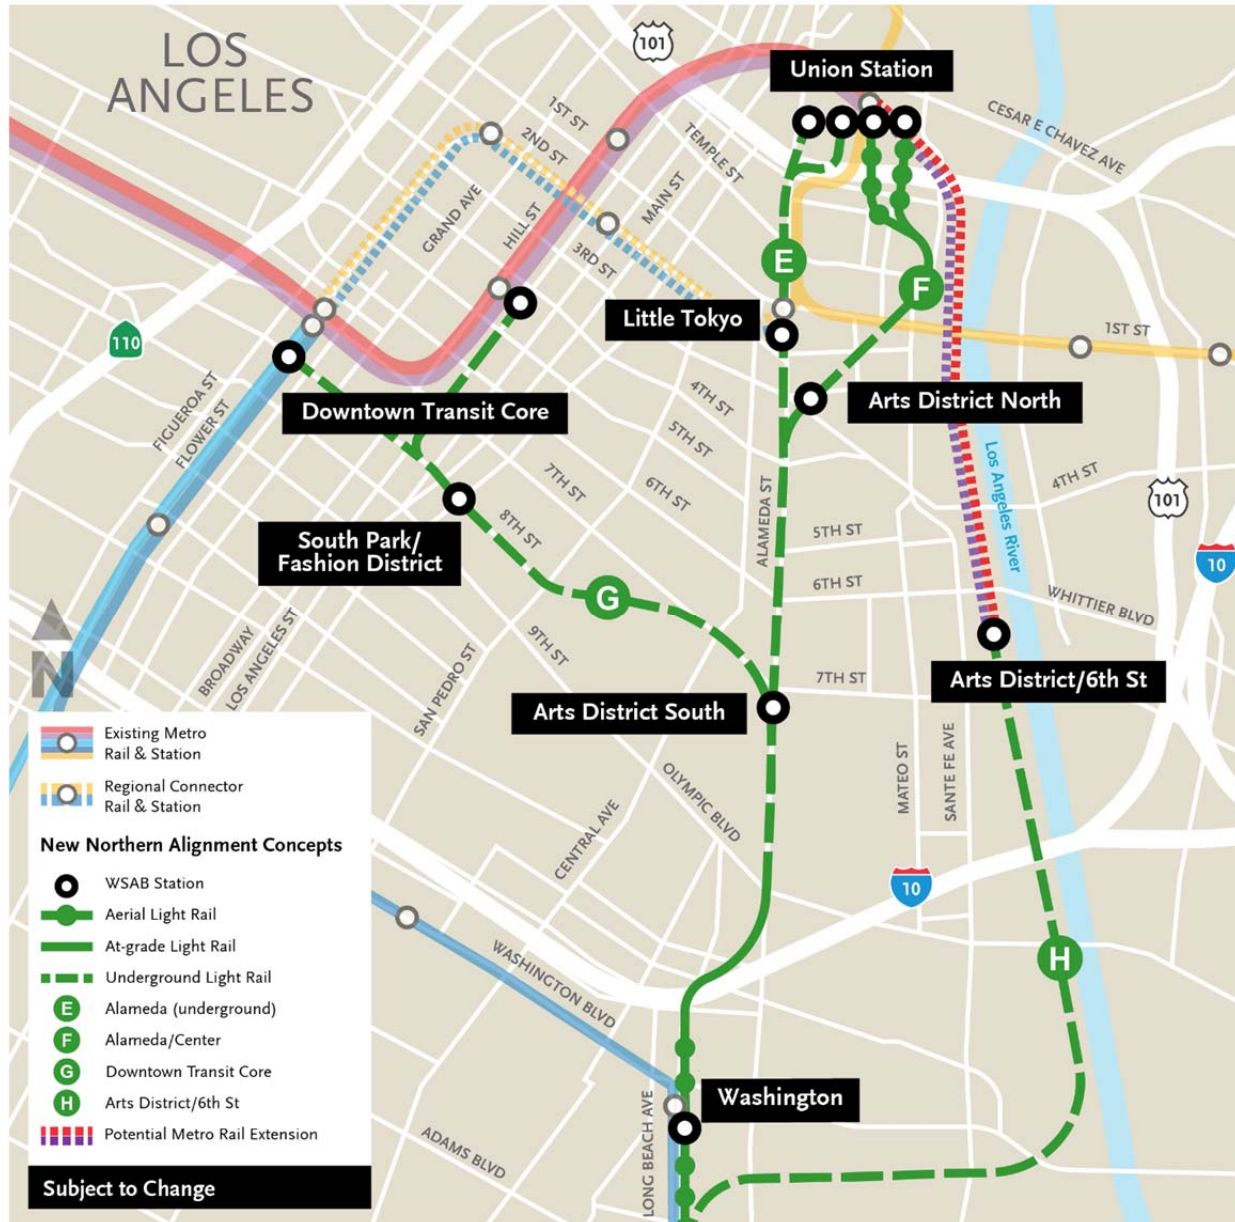 LOS
ANGELES
101
Union Station
CESAR E CHAVEZ AVE
1ST ST
2ND ST
TEMPLE ST
MAIN ST
GRAND AVE
HILL ST
3RD ST
E
F
Little Tokyo
1ST ST
110
FIGUEROA ST
FLOWER ST
Downtown Transit Core
4TH ST
Arts District North
5TH ST
Los Angeles River
4TH ST
7TH ST
6TH ST
ALAMEDA ST
101
8TH ST
5TH ST
South Park/
Fashion District
10
6TH ST
WHITTIER BLVD
G
N
BROADWAY
LOS ANGELES ST
9TH ST
SAN PEDRO ST
7TH ST
Arts District/6th St
Arts District South
MATEO ST
SANTE FE AVE
OLYMPIC BLVD
CENTRAL AVE
10
WASHINGTON BLVD
H
Washington
LONG BEACH AVE
ADAMS BLVD
Existing Metro
Rail & Station
Regional Connector
Rail & Station
New Northern Alignment Concepts
WSAB Station
Aerial Light Rail
At-grade Light Rail
Underground Light Rail
E Alameda (underground)
F Alameda/Center
G Downtown Transit Core
H Arts District/6th St
Potential Metro Rail Extension
Subject to Change